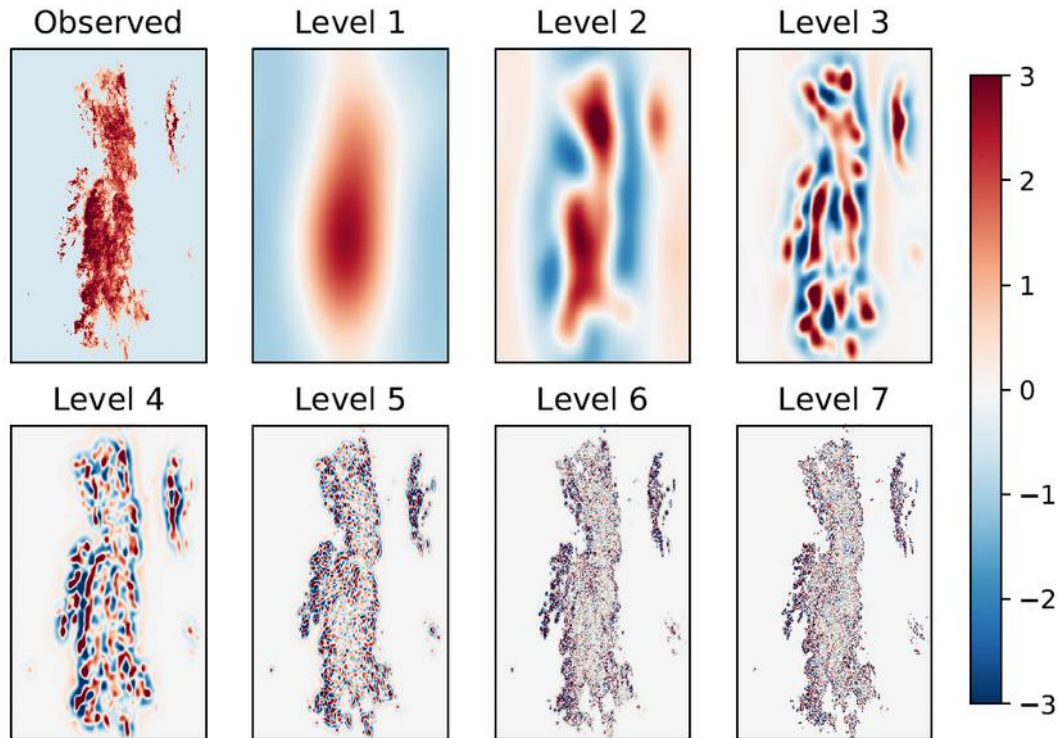 Observed
Level 1
Level 2
Level 3
3
2
1
0
−1
−2
−3
Level 4
Level 5
Level 6
Level 7